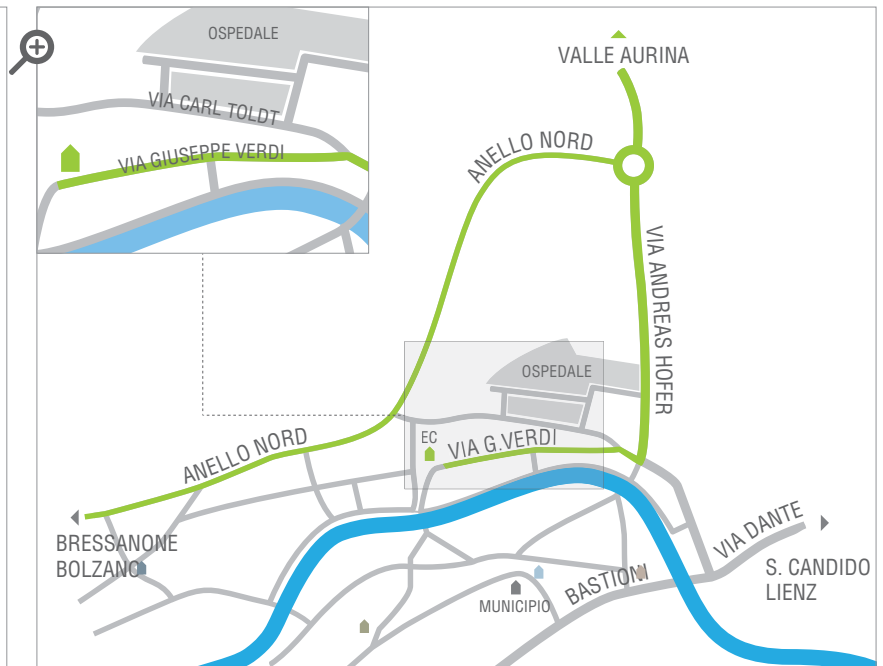 OSPEDALE
VIA CARL TOLDT
VIA GIUSEPPE VERDI
VALLE AURINA
ANELLO NORD
VIA ANDREAS HOFER
OSPEDALE
EC
VIA G.VERDI
ANELLO NORD
BRESSANONE
BOLZANO
VIA DANTE
S. CANDIDO
LIENZ
BASTIONI
MUNICIPIO